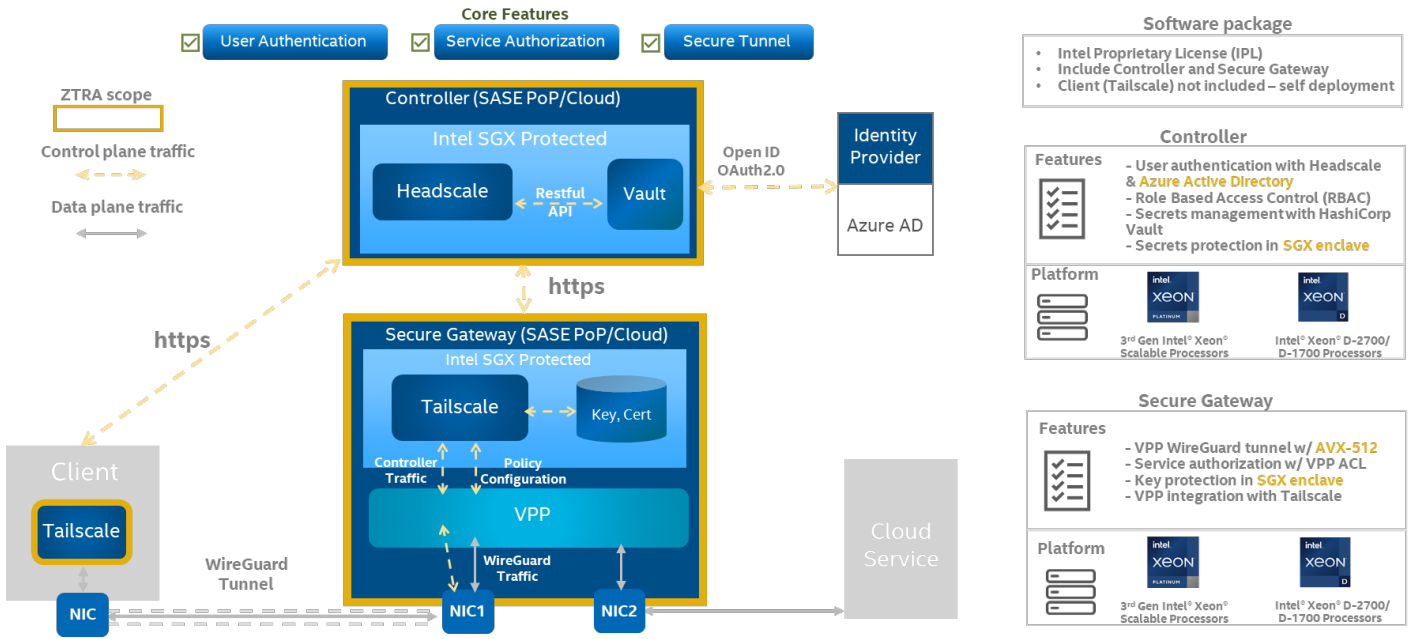 Core Features
User Authentication
Service Authorization
Secure Tunnel
ZTRA scope
Control plane traffic
Data plane traffic
Controller (SASE PoP/Cloud)
Intel SGX Protected
Headscale
Restful
API
Vault
Open ID
OAuth2.0
Identity
Provider
Azure AD
https
https
Secure Gateway (SASE PoP/Cloud)
Intel SGX Protected
Tailscale
Key, Cert
Controller
Traffic
Policy
Configuration
VPP
WireGuard
Traffic
NIC1
NIC2
Client
Tailscale
NIC
WireGuard
Tunnel
Cloud
Service
Software package
• Intel Proprietary License (IPL)
• Include Controller and Secure Gateway
• Client (Tailscale) not included – self deployment
Controller
Features
- User authentication with Headscale
& Azure Active Directory
- Role Based Access Control (RBAC)
- Secrets management with HashiCorp
Vault
- Secrets protection in SGX enclave
Platform
intel.
xeon
PLATINUM
3rd Gen Intel® Xeon®
Scalable Processors
intel.
xeon
D
Intel® Xeon® D-2700/
D-1700 Processors
Secure Gateway
Features
- VPP WireGuard tunnel w/ AVX-512
- Service authorization w/ VPP ACL
- Key protection in SGX enclave
- VPP integration with Tailscale
Platform
intel.
xeon
PLATINUM
3rd Gen Intel® Xeon®
Scalable Processors
intel.
xeon
D
Intel® Xeon® D-2700/
D-1700 Processors